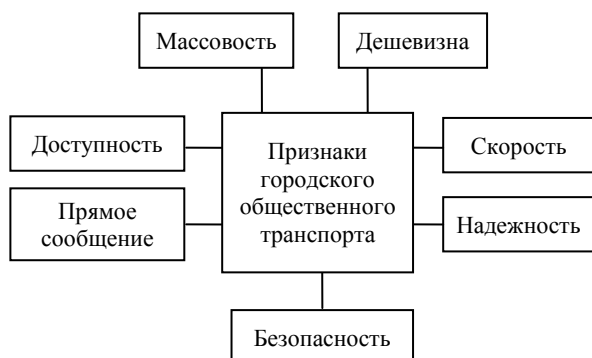 Массовость
Дешевизна
Доступность
Признаки
городского
общественного
транспорта
Скорость
Прямое
сообщение
Надежность
Безопасность